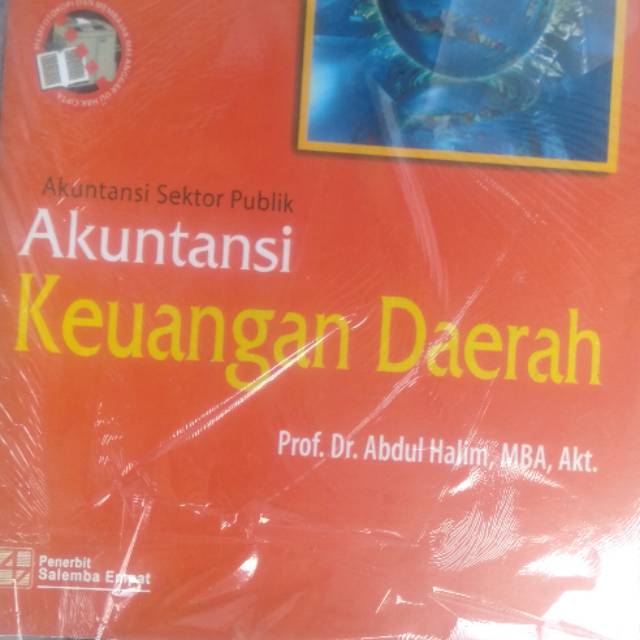 Akuntansi Sektor Publik
Akuntansi
Keuangan Daerah
Prof. Dr. Abdul Halim, MBA, Akt.
Penerbit
Salemba Empat